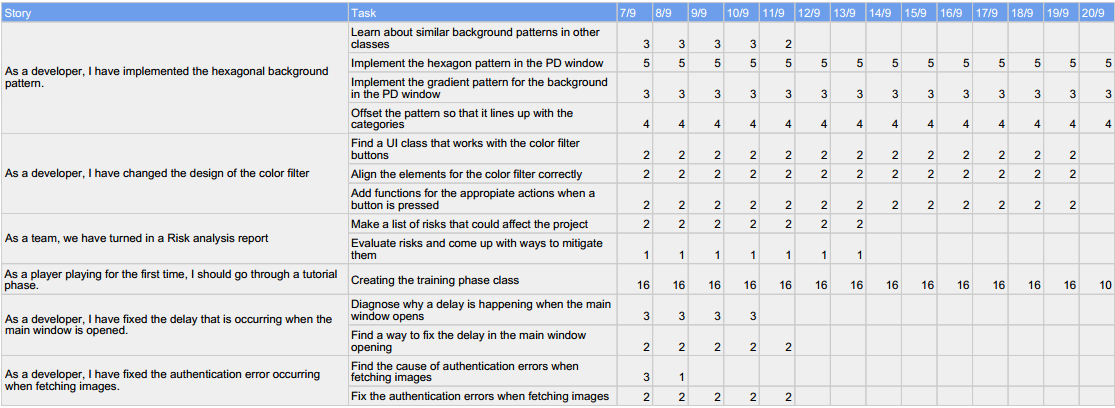 Story Task 7/9 8/9 9/9 10/9 11/9 12/9 13/9 14/9 15/9 16/9 17/9 18/9 19/9 20/9
As a developer, I have implemented the hexagonal background
pattern.
Learn about similar background patterns in other
classes 3 3 3 3 2
Implement the hexagon pattern in the PD window 5 5 5 5 5 5 5 5 5 5 5 5 5 5
Implement the gradient pattern for the background
in the PD window 3 3 3 3 3 3 3 3 3 3 3 3 3 3
Offset the pattern so that it lines up with the
categories 4 4 4 4 4 4 4 4 4 4 4 4 4 4
As a developer, I have changed the design of the color filter
Find a UI class that works with the color filter
buttons 2 2 2 2 2 2 2 2 2 2 2 2 2
Align the elements for the color filter correctly 2 2 2 2 2 2 2 2 2 2 2 2 2
Add functions for the appropiate actions when a
button is pressed 2 2 2 2 2 2 2 2 2 2 2 2 2
As a team, we have turned in a Risk analysis report
Make a list of risks that could affect the project 2 2 2 2 2 2 2
Evaluate risks and come up with ways to mitigate
them 1 1 1 1 1 1 1
As a player playing for the first time, I should go through a tutorial
phase.
Creating the training phase class 16 16 16 16 16 16 16 16 16 16 16 16 16 10
As a developer, I have fixed the delay that is occurring when the
main window is opened.
Diagnose why a delay is happening when the main
window opens 3 3 3 3
Find a way to fix the delay in the main window
opening 2 2 2 2 2
As a developer, I have fixed the authentication error occurring
when fetching images.
Find the cause of authentication errors when
fetching images 3 1
Fix the authentication errors when fetching images 2 2 2 2 2